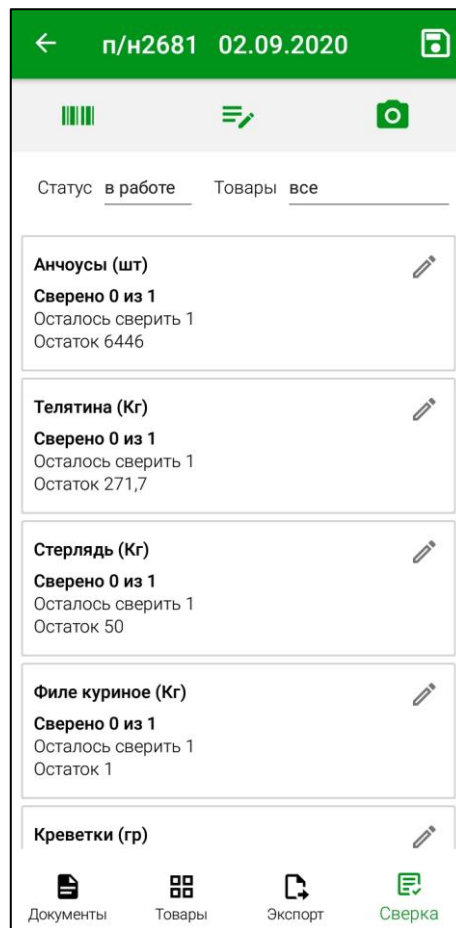 п/н2681 02.09.2020
Статус в работе Товары все
Анчоусы (шт)
Сверено 0 из 1
Осталось сверить 1
Остаток 6446
Телятина (Кг)
Сверено 0 из 1
Осталось сверить 1
Остаток 271,7
Стерлядь (Кг)
Сверено 0 из 1
Осталось сверить 1
Остаток 50
Филе куриное (Кг)
Сверено 0 из 1
Осталось сверить 1
Остаток 1
Креветки (гр)
Документы Товары Экспорт Сверка